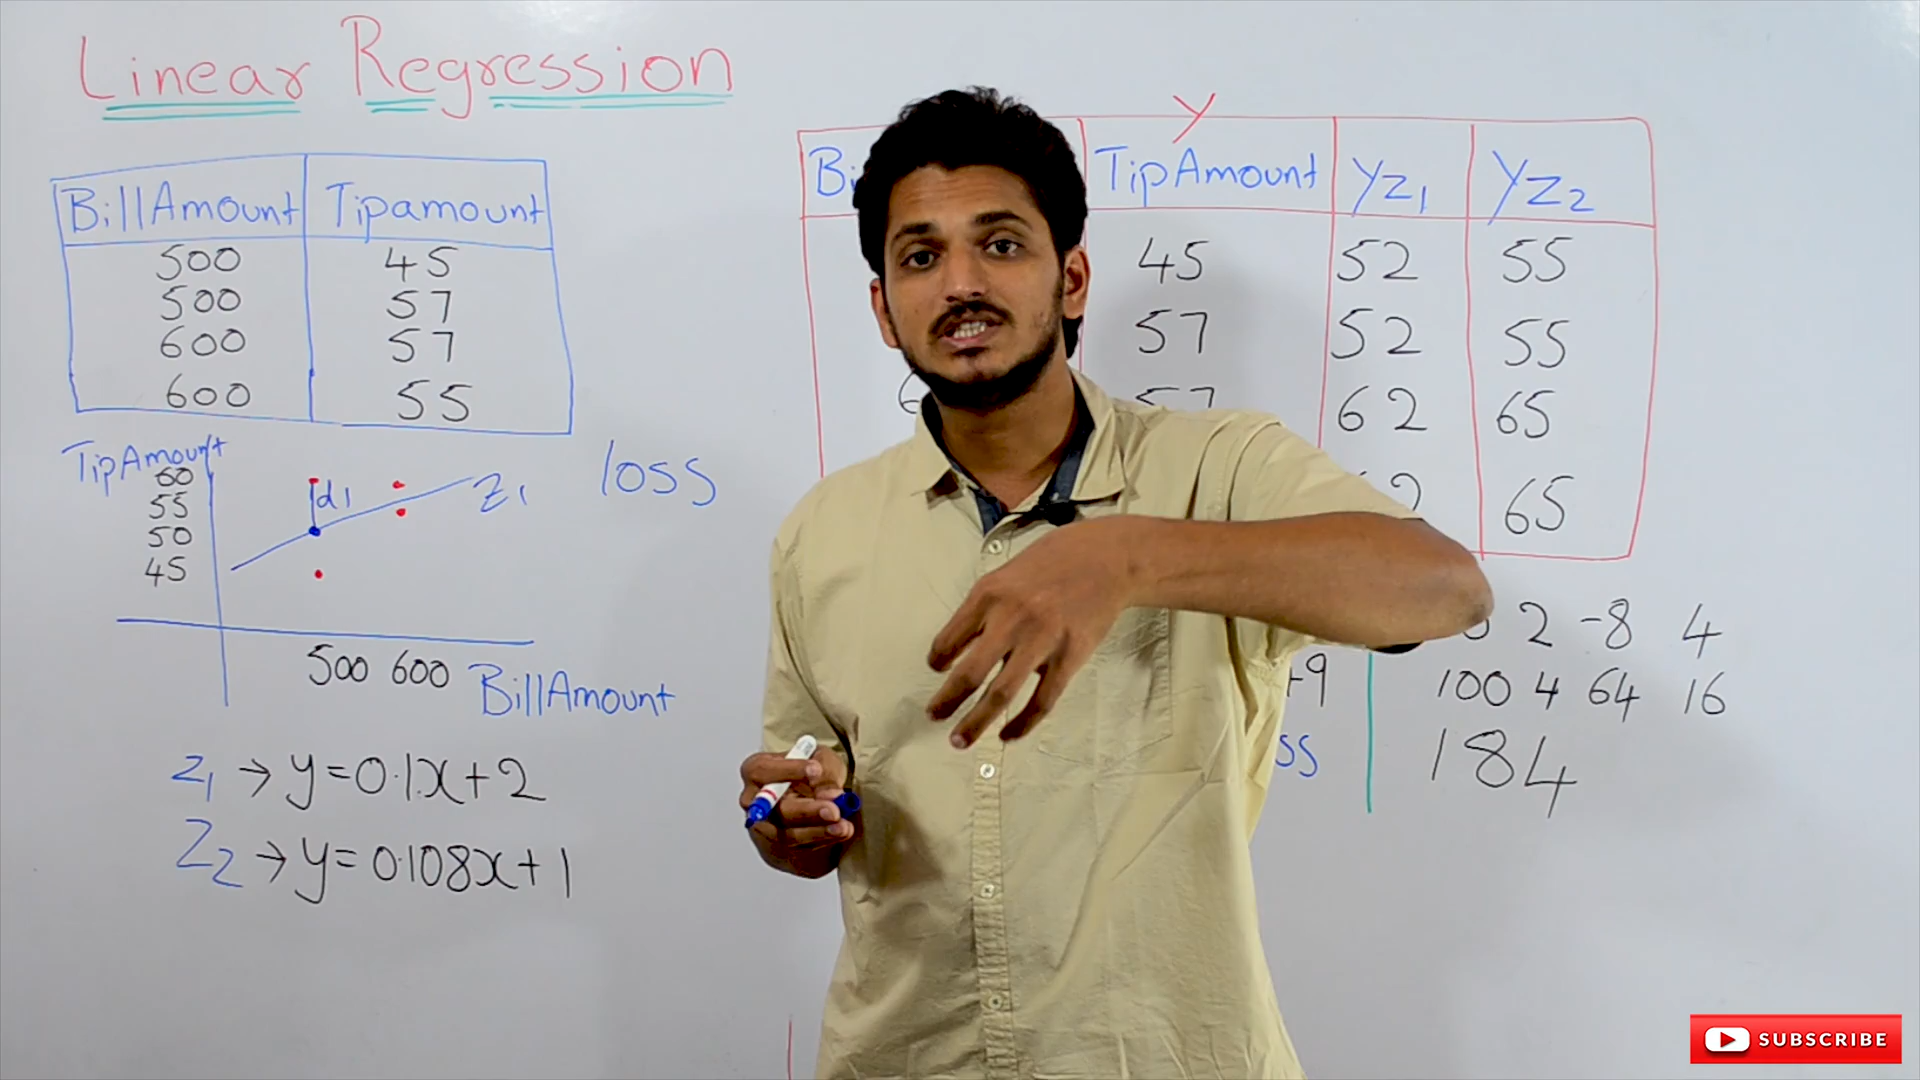 Linear Regression
BillAmount Tipamount
500 45
500 57
600 57
600 55
TipAmount
60
55
50
45
d1
Z1
loss
500 600
BillAmount
Z1 → y=0.1x+2
Z2 → y=0.108x+1
y
TipAmount YZ1 YZ2
45 52 55
57 52 55
57 62 65
65
2 -8 4
+9
100 4 64 16
184
SUBSCRIBE